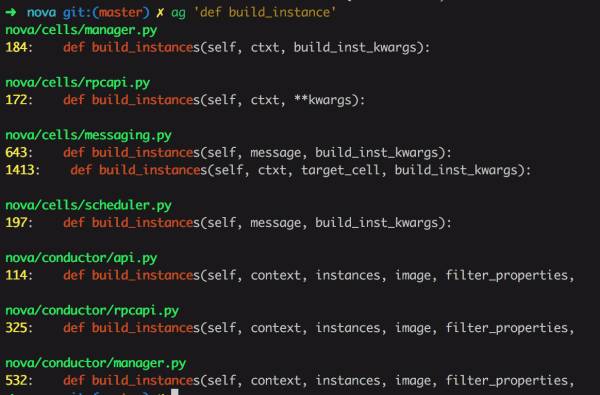 ➜  nova git:(master) ✗ ag 'def build_instance'
nova/cells/manager.py
184:    def build_instances(self, ctxt, build_inst_kwargs):
nova/cells/rpcapi.py
172:    def build_instances(self, ctxt, **kwargs):
nova/cells/messaging.py
643:    def build_instances(self, message, build_inst_kwargs):
1413:    def build_instances(self, ctxt, target_cell, build_inst_kwargs):
nova/cells/scheduler.py
197:    def build_instances(self, message, build_inst_kwargs):
nova/conductor/api.py
114:    def build_instances(self, context, instances, image, filter_properties,
nova/conductor/rpcapi.py
325:    def build_instances(self, context, instances, image, filter_properties,
nova/conductor/manager.py
532:    def build_instances(self, context, instances, image, filter_properties,